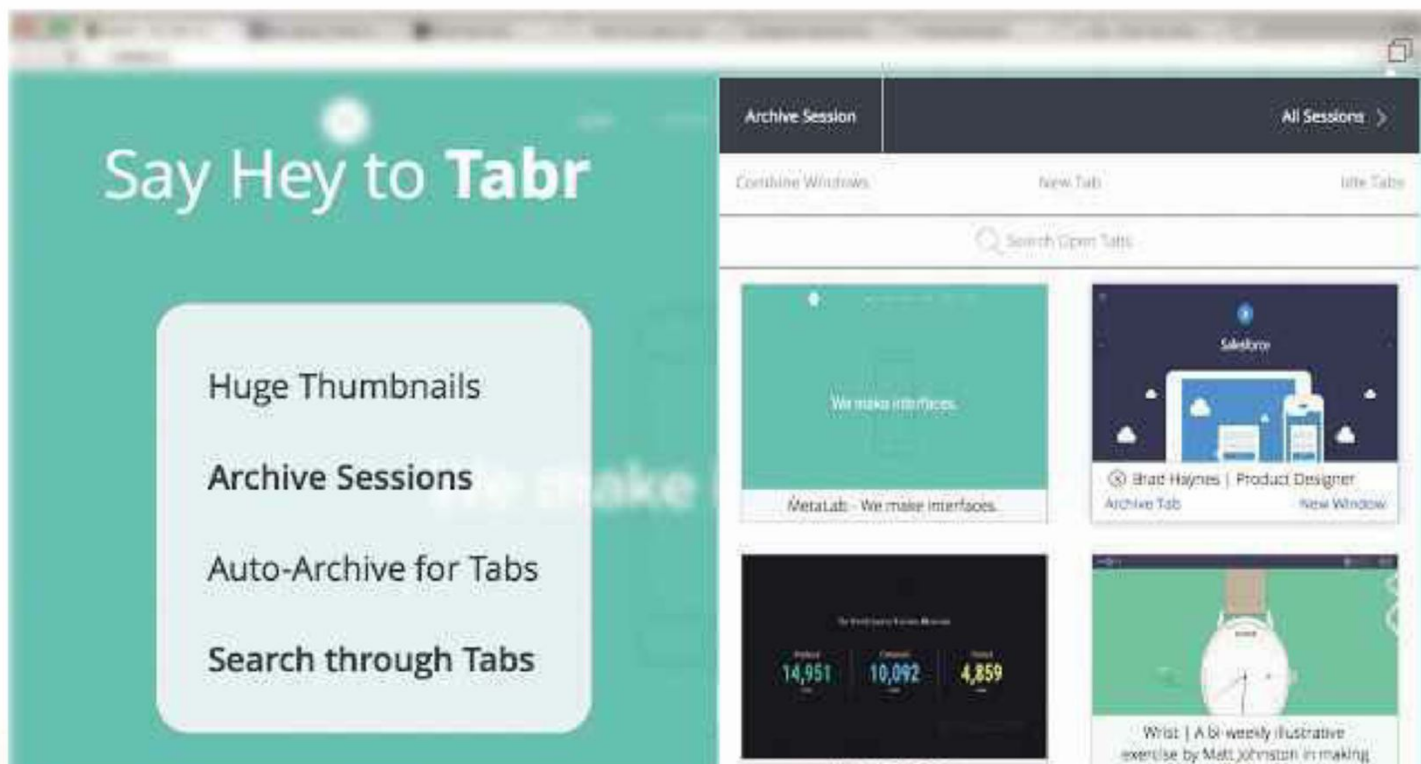 Say Hey to Tabr
Huge Thumbnails
Archive Sessions
Auto-Archive for Tabs
Search through Tabs
make
Archive Session
All Sessions
Combine Windows
New Tab
Idle Tabs
Search Open Tabs
We make interfaces.
MetaLab - We make interfaces.
Salesforce
Brad Haynes | Product Designer
Archive Tab
New Window
14,951
10,092
4,859
Wrist | A bi-weekly illustrative
exercise by Matt Johnston in making